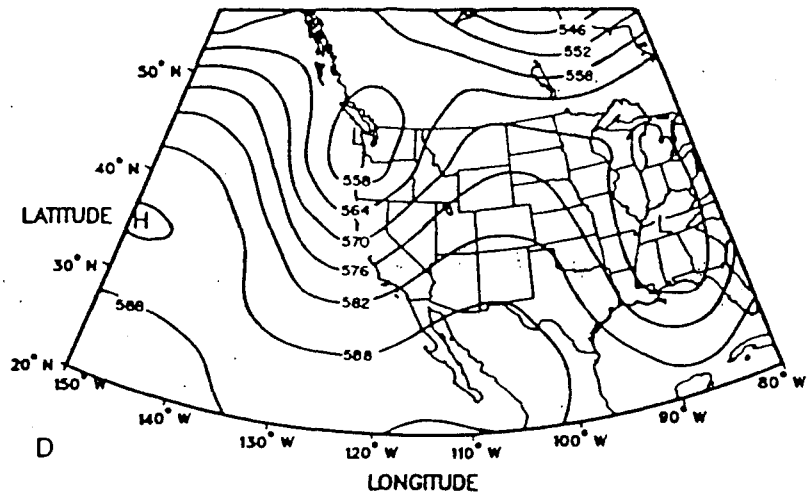 546
552
558
50° N
L
558
40° N
564
LATITUDE
H
L
570
576
30° N
582
588
588
20° N
150° W
80° W
140° W
90° W
130° W
100° W
120° W
110° W
D
LONGITUDE